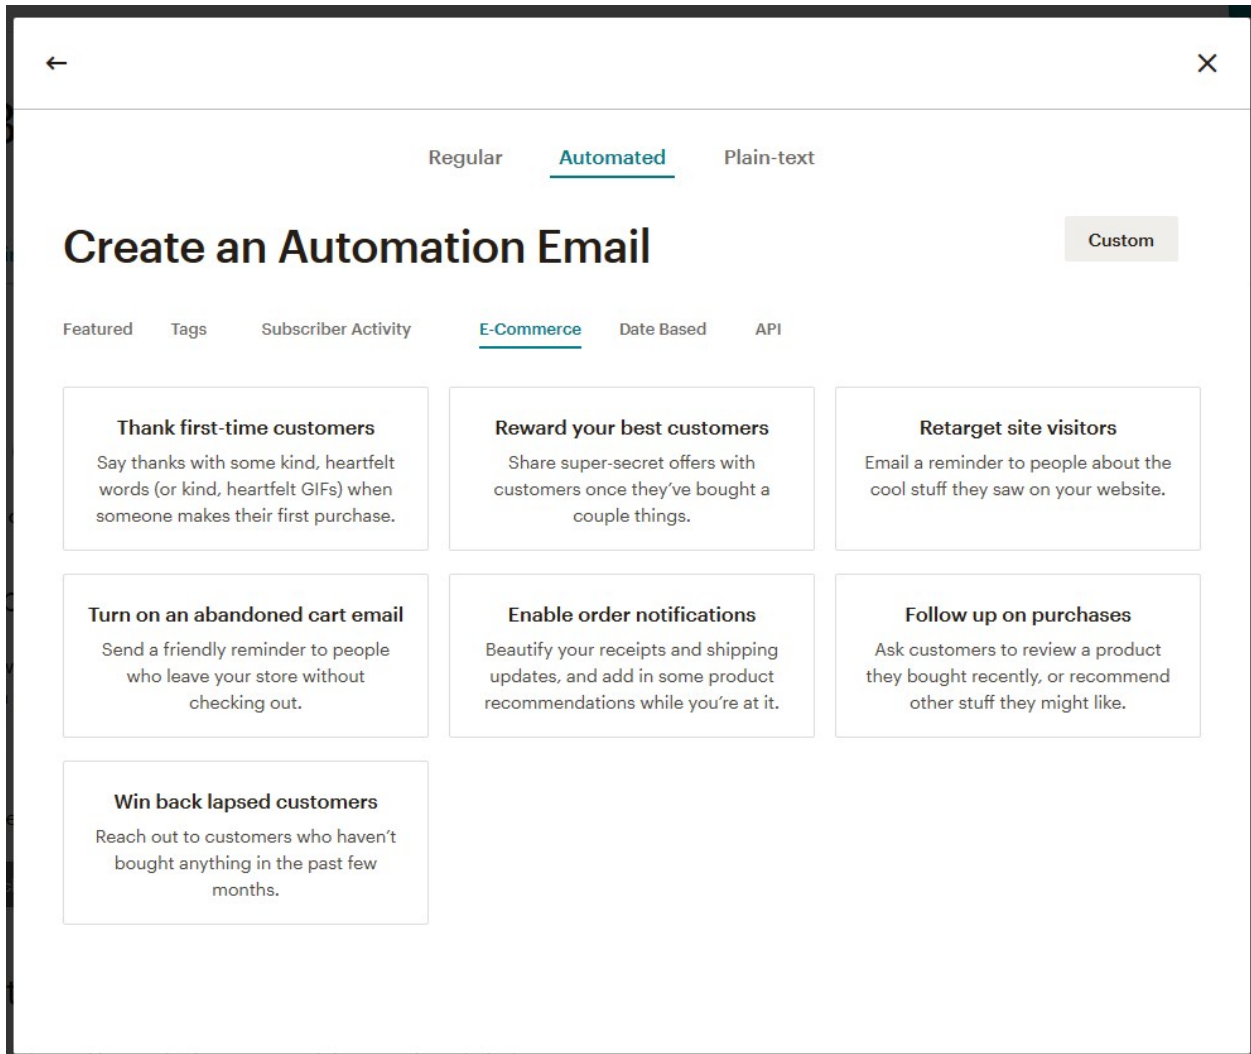 Regular Automated Plain-text
Create an Automation Email
Custom
Featured Tags Subscriber Activity E-Commerce Date Based API
Thank first-time customers
Say thanks with some kind, heartfelt
words (or kind, heartfelt GIFs) when
someone makes their first purchase.
Reward your best customers
Share super-secret offers with
customers once they've bought a
couple things.
Retarget site visitors
Email a reminder to people about the
cool stuff they saw on your website.
Turn on an abandoned cart email
Send a friendly reminder to people
who leave your store without
checking out.
Enable order notifications
Beautify your receipts and shipping
updates, and add in some product
recommendations while you're at it.
Follow up on purchases
Ask customers to review a product
they bought recently, or recommend
other stuff they might like.
Win back lapsed customers
Reach out to customers who haven't
bought anything in the past few
months.